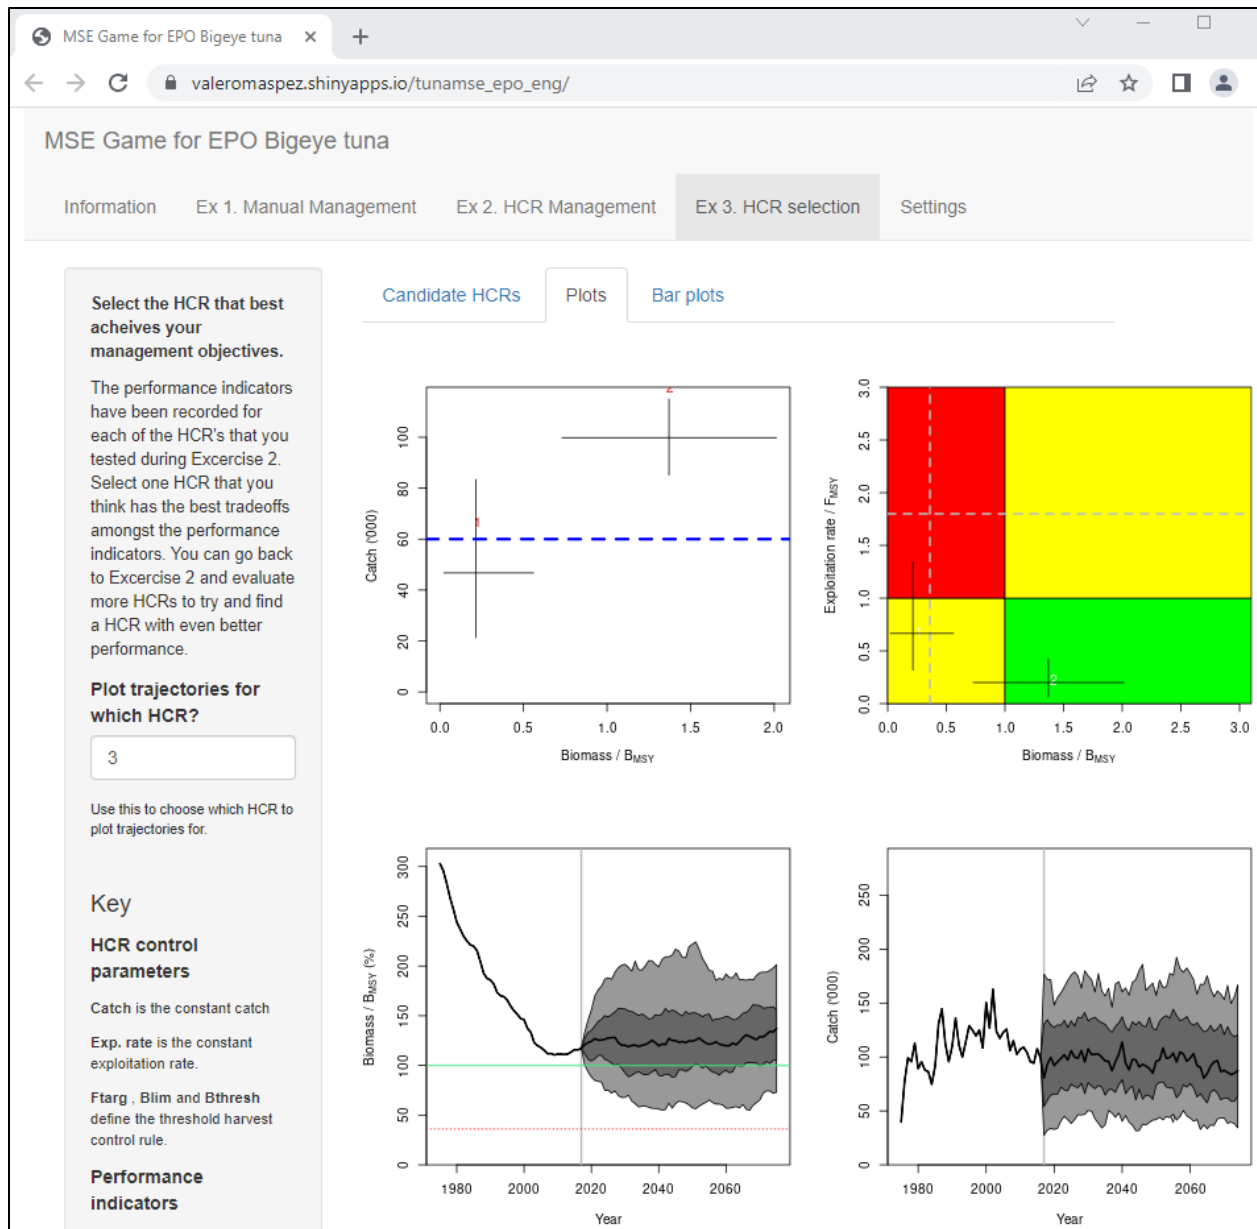 MSE Game for EPO Bigeye tuna
valeromaspez.shinyapps.io/tunamse_epo_eng/
MSE Game for EPO Bigeye tuna
Information Ex 1. Manual Management Ex 2. HCR Management Ex 3. HCR selection Settings
Select the HCR that best
acheives your
management objectives.
The performance indicators
have been recorded for
each of the HCR's that you
tested during Excercise 2.
Select one HCR that you
think has the best tradeoffs
amongst the performance
indicators. You can go back
to Excercise 2 and evaluate
more HCRs to try and find
a HCR with even better
performance.
Plot trajectories for
which HCR?
3
Use this to choose which HCR to
plot trajectories for.
Key
HCR control
parameters
Catch is the constant catch
Exp. rate is the constant
exploitation rate.
Ftarg , Blim and Bthresh
define the threshold harvest
control rule.
Performance
indicators
Candidate HCRs Plots Bar plots
Catch ('000)
100
80
60
40
20
0
1
2
0.0 0.5 1.0 1.5 2.0
Biomass / BMSY
Exploitation rate / FMSY
3.0
2.5
2.0
1.5
1.0
0.5
0.0
2
0.0 0.5 1.0 1.5 2.0 2.5 3.0
Biomass / BMSY
Biomass / BMSY (%)
300
250
200
150
100
50
0
1980 2000 2020 2040 2060
Year
Catch ('000)
250
200
150
100
50
0
1980 2000 2020 2040 2060
Year